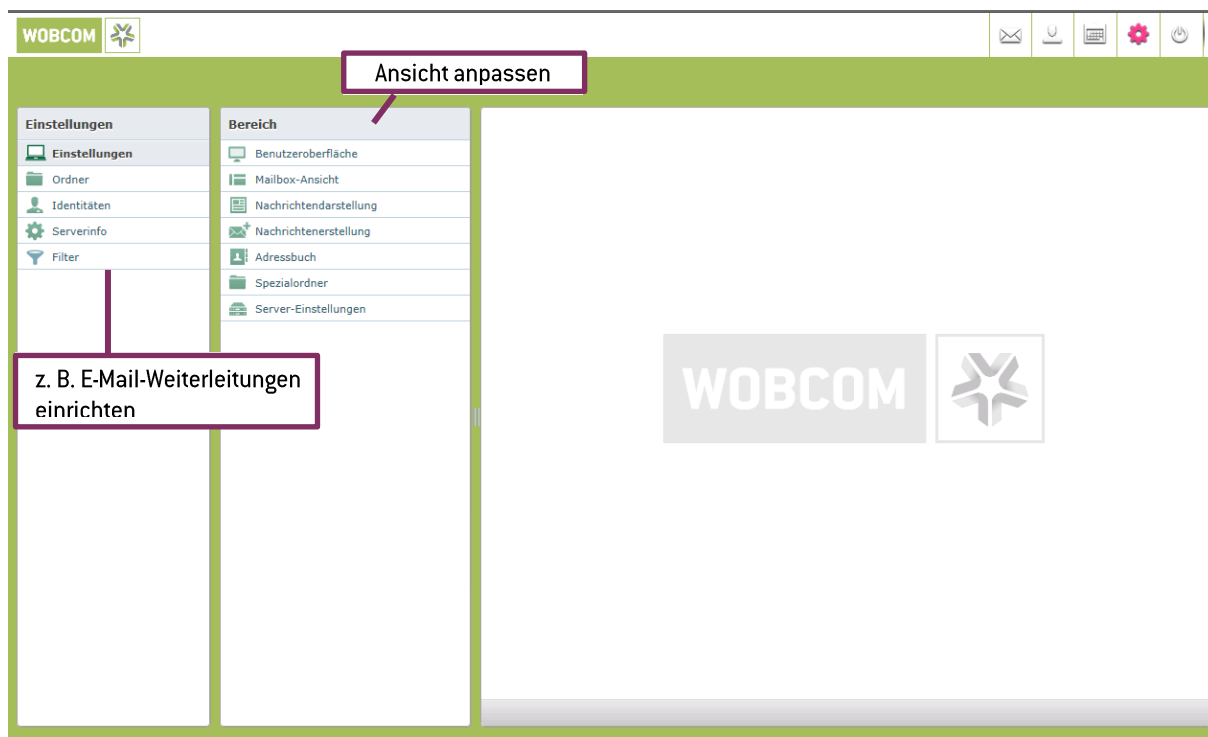 WOBCOM
Ansicht anpassen
Einstellungen
Einstellungen
Ordner
Identitäten
Serverinfo
Filter
z. B. E-Mail-Weiterleitungen
einrichten
Bereich
Benutzeroberfläche
Mailbox-Ansicht
Nachrichtendarstellung
Nachrichtenerstellung
Adressbuch
Spezialordner
Server-Einstellungen
WOBCOM